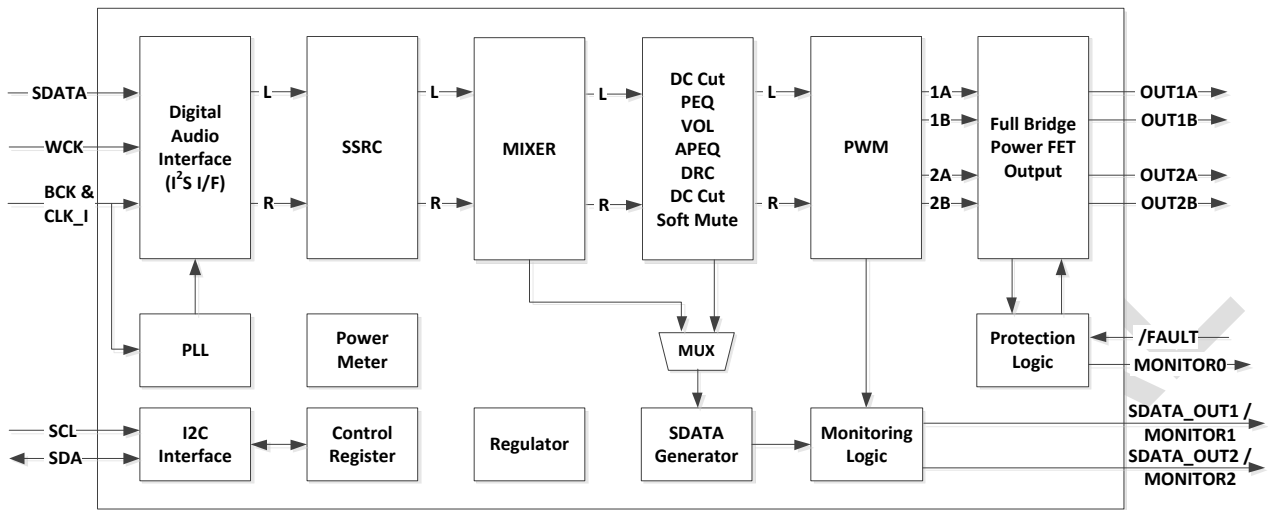 SDATA
WCK
BCK &
CLK_I
Digital
Audio
Interface
(I²S I/F)
L
R
SSRC
L
R
MIXER
L
R
DC Cut
PEQ
VOL
APEQ
DRC
DC Cut
Soft Mute
L
R
PWM
1A
1B
2A
2B
Full Bridge
Power FET
Output
OUT1A
OUT1B
OUT2A
OUT2B
PLL
Power
Meter
MUX
Protection
Logic
/FAULT
MONITOR0
SCL
SDA
I2C
Interface
Control
Register
Regulator
SDATA
Generator
Monitoring
Logic
SDATA_OUT1 /
MONITOR1
SDATA_OUT2 /
MONITOR2